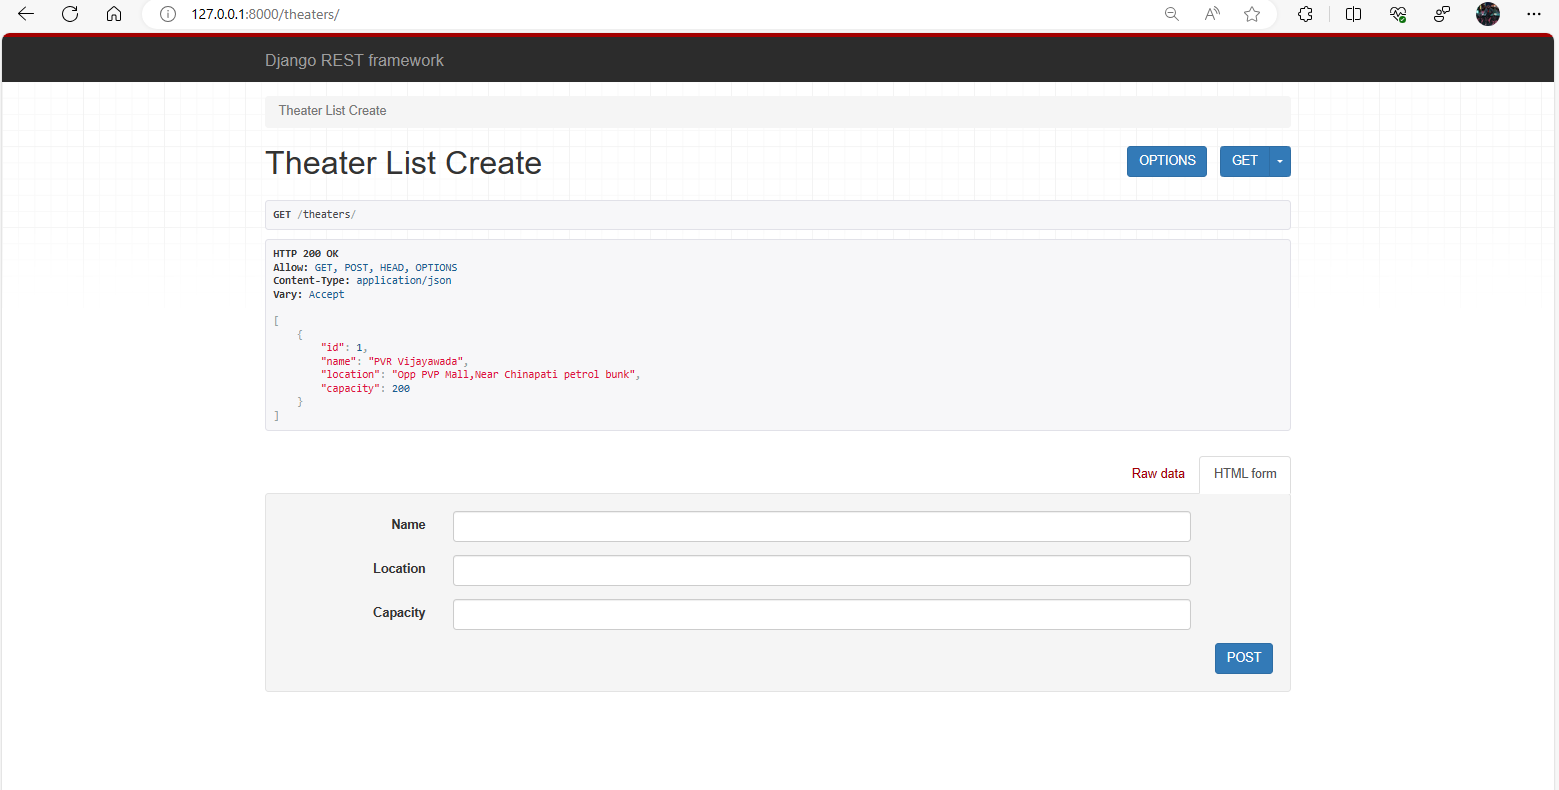 127.0.0.1:8000/theaters/
Django REST framework
Theater List Create
Theater List Create
OPTIONS
GET
GET /theaters/
HTTP 200 OK
Allow: GET, POST, HEAD, OPTIONS
Content-Type: application/json
Vary: Accept
[
    {
        "id": 1,
        "name": "PVR Vijayawada",
        "location": "Opp PVP Mall,Near Chinapati petrol bunk",
        "capacity": 200
    }
]
Raw data
HTML form
Name
Location
Capacity
POST